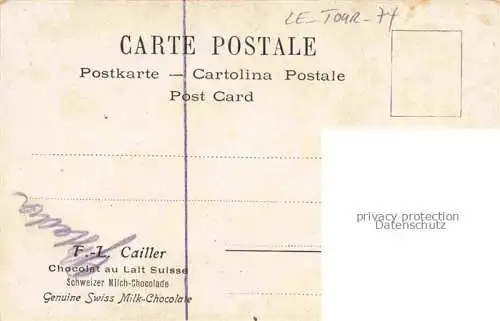 LE-TOUR-74
CARTE POSTALE
Postkarte — Cartolina Postale
Post Card
privacy protection
Datenschutz
F.-L. Cailler
Chocolat au Lait Suisse
Schweizer Milch-Chocolade
Genuine Swiss Milk-Chocolate